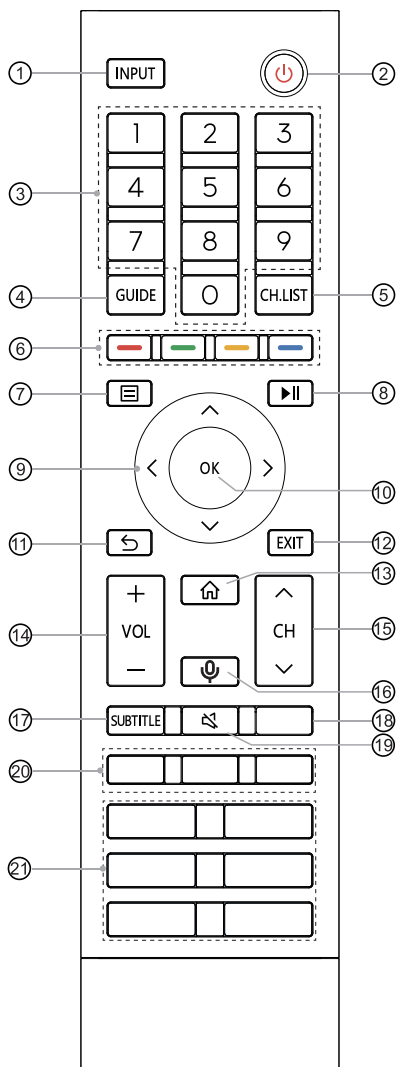 ① INPUT ②
1 2 3
③ 4 5 6
7 8 9
④ GUIDE 0 CH.LIST ⑤
⑥
⑦ ⑧
⑨ OK ⑩
⑪ EXIT ⑫
⑬
+
⑭ VOL CH ⑮
−
⑯
⑰ SUBTITLE ⑱
⑲
⑳
㉑